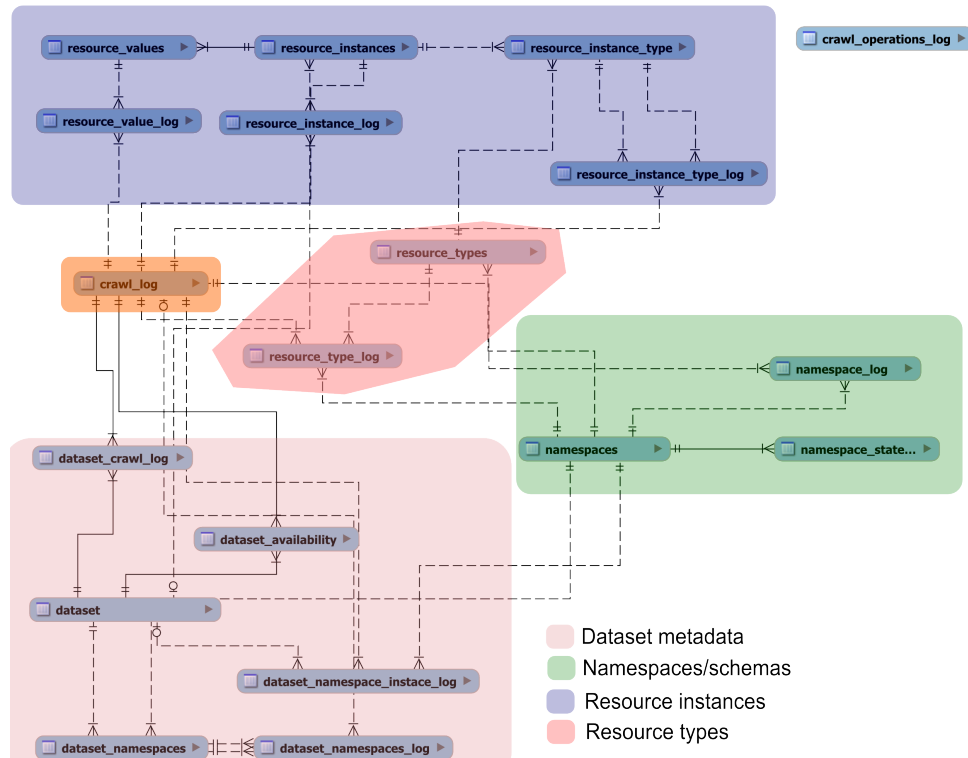 resource_values
resource_instances
resource_instance_type
crawl_operations_log
resource_value_log
resource_instance_log
resource_instance_type_log
resource_types
crawl_log
resource_type_log
namespace_log
namespaces
namespace_state...
dataset_crawl_log
dataset_availability
dataset
dataset_namespace_instace_log
dataset_namespaces
dataset_namespaces_log
Dataset metadata
Namespaces/schemas
Resource instances
Resource types